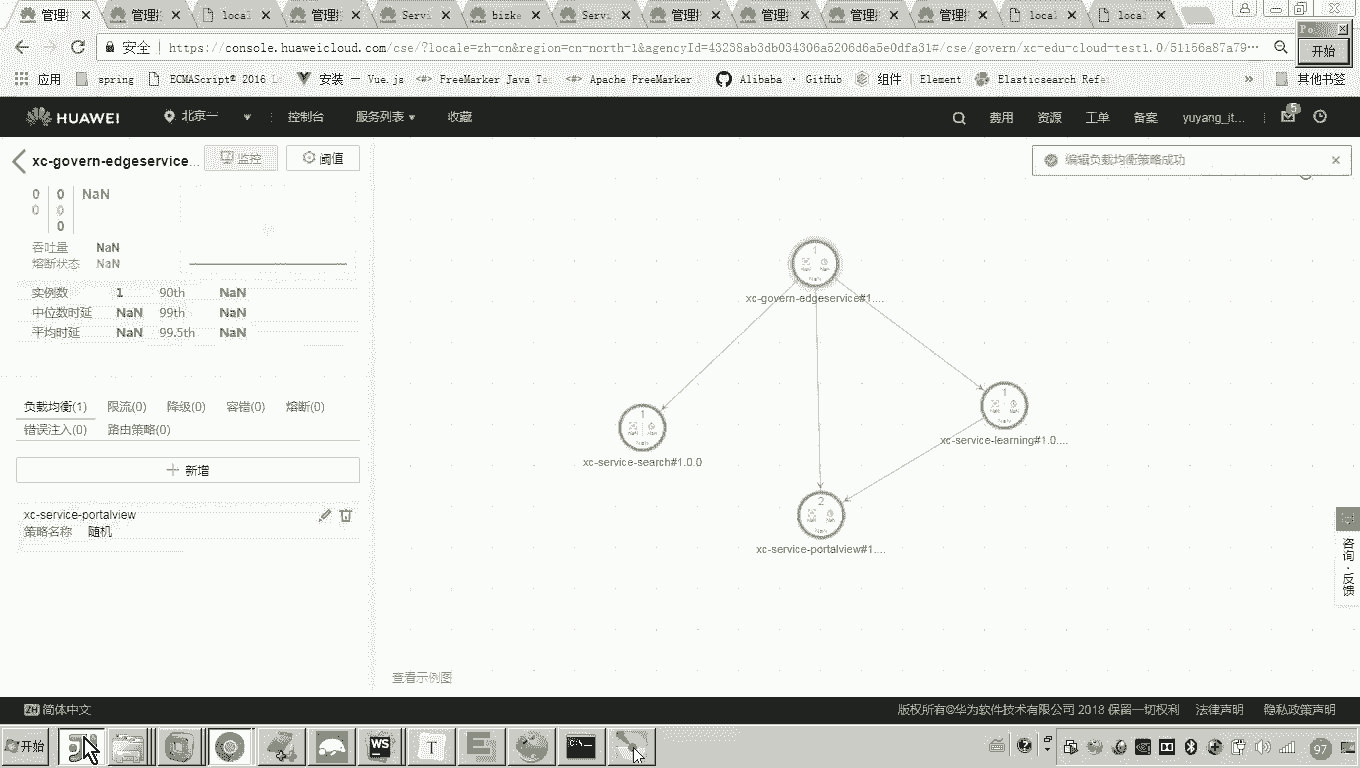 管理控 管理控 local 管理控 Servi bizke Servi 管理控 管理控 管理控 管理控 local local
安全 https://console.huaweicloud.com/cse/?locale=zh-cn&region=cn-north-1&agencyId=43238ab3db034306a5206d6a5e0dfa31#/cse/govern/xc-edu-cloud-test1.0/51156a87a79…
开始
应用 spring ECMAScript® 2016 L 安装 — Vue.js FreeMarker Java Te Apache FreeMarker Alibaba · GitHub 组件 | Element Elasticsearch Refe » 其他书签
HUAWEI 北京一 控制台 服务列表 收藏 费用 资源 工单 备案 yuyang_it... 5
xc-govern-edgeservice... 监控 阈值
编辑负载均衡策略成功
0 0 NaN
0 0
0
吞吐量 NaN
熔断状态 NaN
实例数 1 90th NaN
中位数时延 NaN 99th NaN
平均时延 NaN 99.5th NaN
负载均衡(1) 限流(0) 降级(0) 容错(0) 熔断(0)
错误注入(0) 路由策略(0)
新增
xc-service-portalview
策略名称 随机
1
xc-govern-edgeservice#1....
1
xc-service-search#1.0.0
1
xc-service-learning#1.0....
2
xc-service-portalview#1....
咨询·反馈
查看示例图
ZH 简体中文
版权所有@华为软件技术有限公司 2018 保留一切权利 法律声明 隐私政策声明
开始 WS T C:\ 97